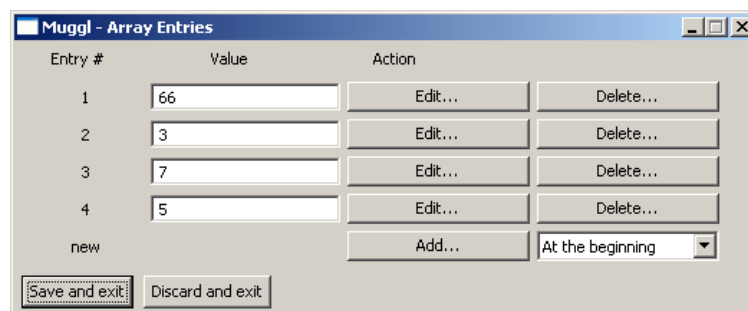 Muggl - Array Entries
Entry # Value Action
1 66 Edit... Delete...
2 3 Edit... Delete...
3 7 Edit... Delete...
4 5 Edit... Delete...
new Add... At the beginning
Save and exit Discard and exit